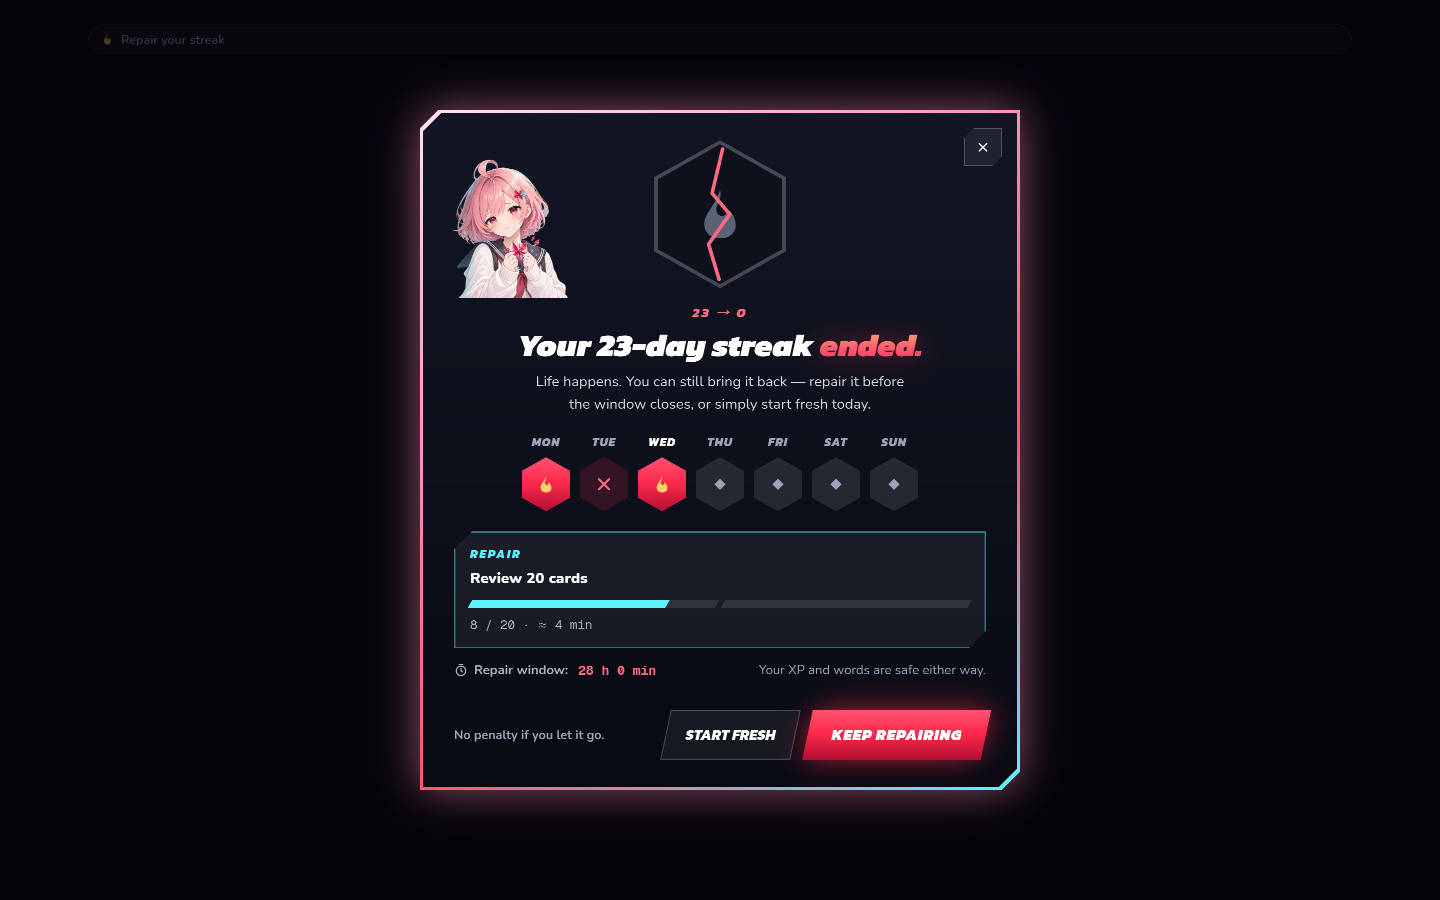 Repair your streak
23 → 0
Your 23-day streak ended.
Life happens. You can still bring it back — repair it before
the window closes, or simply start fresh today.
MON TUE WED THU FRI SAT SUN
REPAIR
Review 20 cards
8 / 20 · ≈ 4 min
Repair window: 28 h 0 min
Your XP and words are safe either way.
No penalty if you let it go.
START FRESH
KEEP REPAIRING